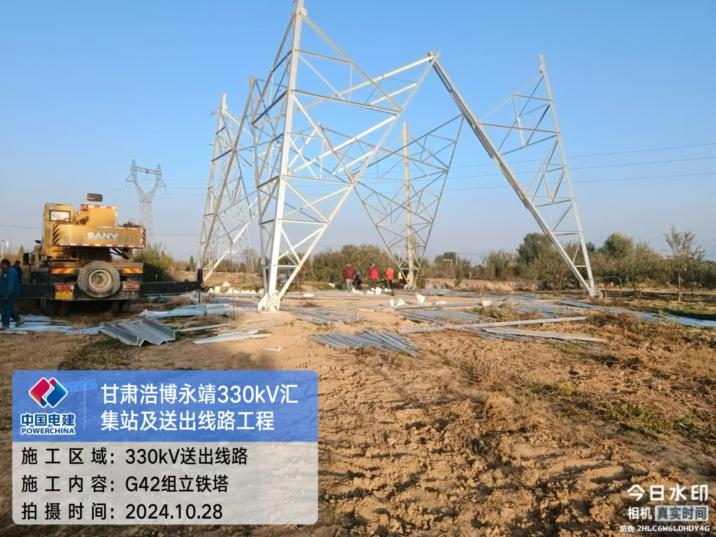 SANY
中国电建
POWERCHINA
甘肃浩博永靖330kV汇
集站及送出线路工程
施工区域：330kV送出线路
施工内容：G42组立铁塔
拍摄时间：2024.10.28
今日水印
相机 真实时间
防伪 2HLC6W6LDHDY4G